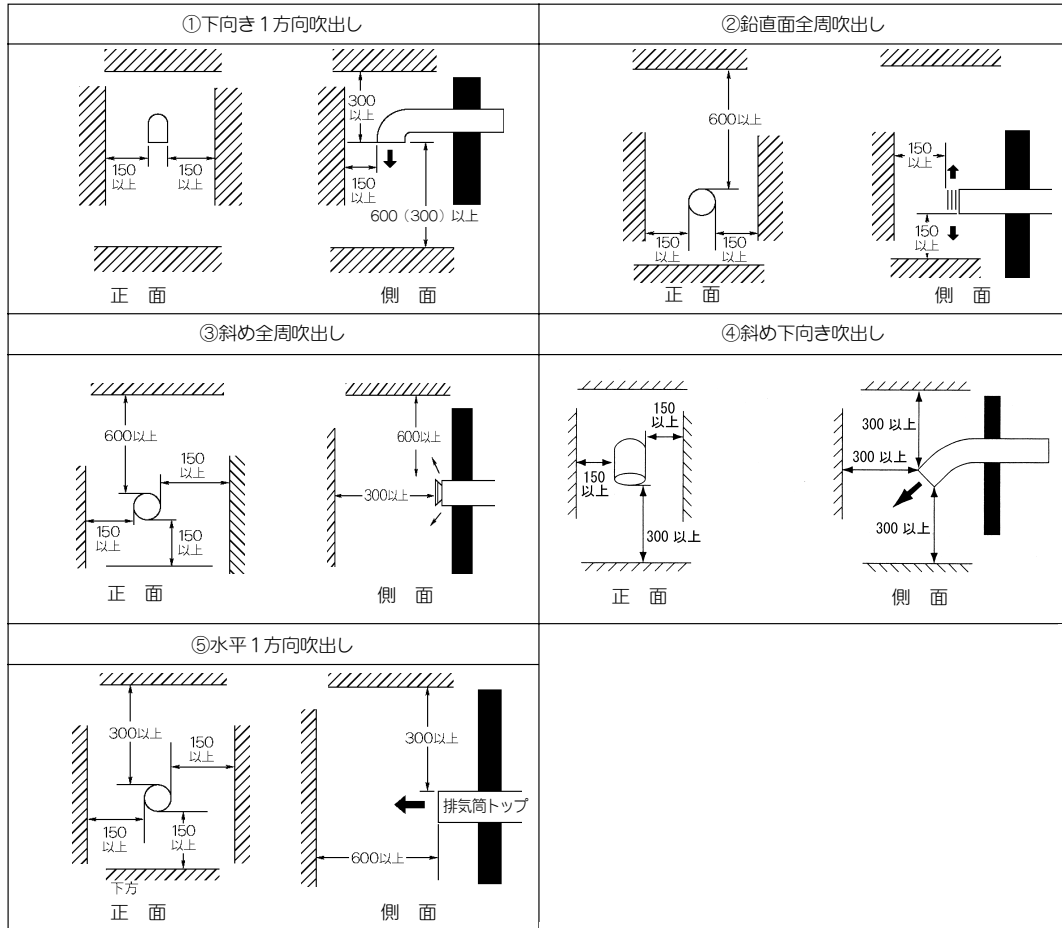 ①下向き1方向吹出し
300
以上
150
以上
150
以上
150
以上
600（300）以上
正 面
側 面
②鉛直面全周吹出し
600以上
150
以上
150
以上
150
以上
150
以上
正 面
側 面
③斜め全周吹出し
600以上
150
以上
150
以上
150
以上
600以上
300以上
正 面
側 面
④斜め下向き吹出し
150
以上
150
以上
300 以上
300 以上
300 以上
300 以上
正 面
側 面
⑤水平1方向吹出し
300以上
150
以上
150
以上
150
以上
下方
300以上
排気筒トップ
600以上
正 面
側 面